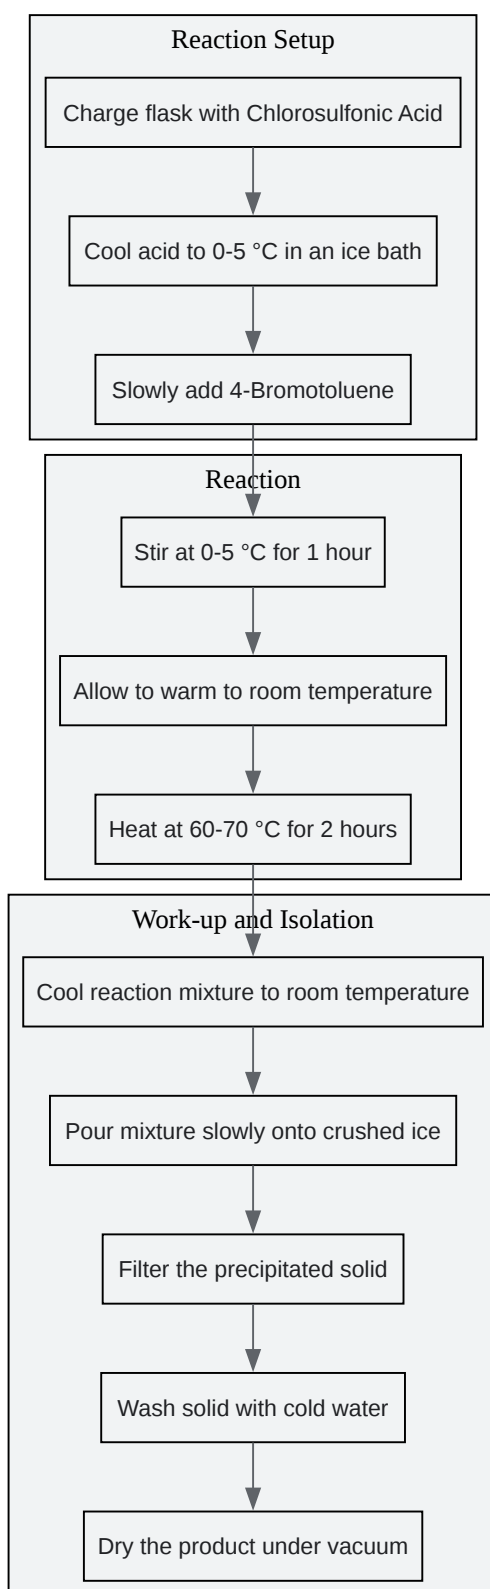 Reaction Setup
Charge flask with Chlorosulfonic Acid
Cool acid to 0-5 °C in an ice bath
Slowly add 4-Bromotoluene
Reaction
Stir at 0-5 °C for 1 hour
Allow to warm to room temperature
Heat at 60-70 °C for 2 hours
Work-up and Isolation
Cool reaction mixture to room temperature
Pour mixture slowly onto crushed ice
Filter the precipitated solid
Wash solid with cold water
Dry the product under vacuum